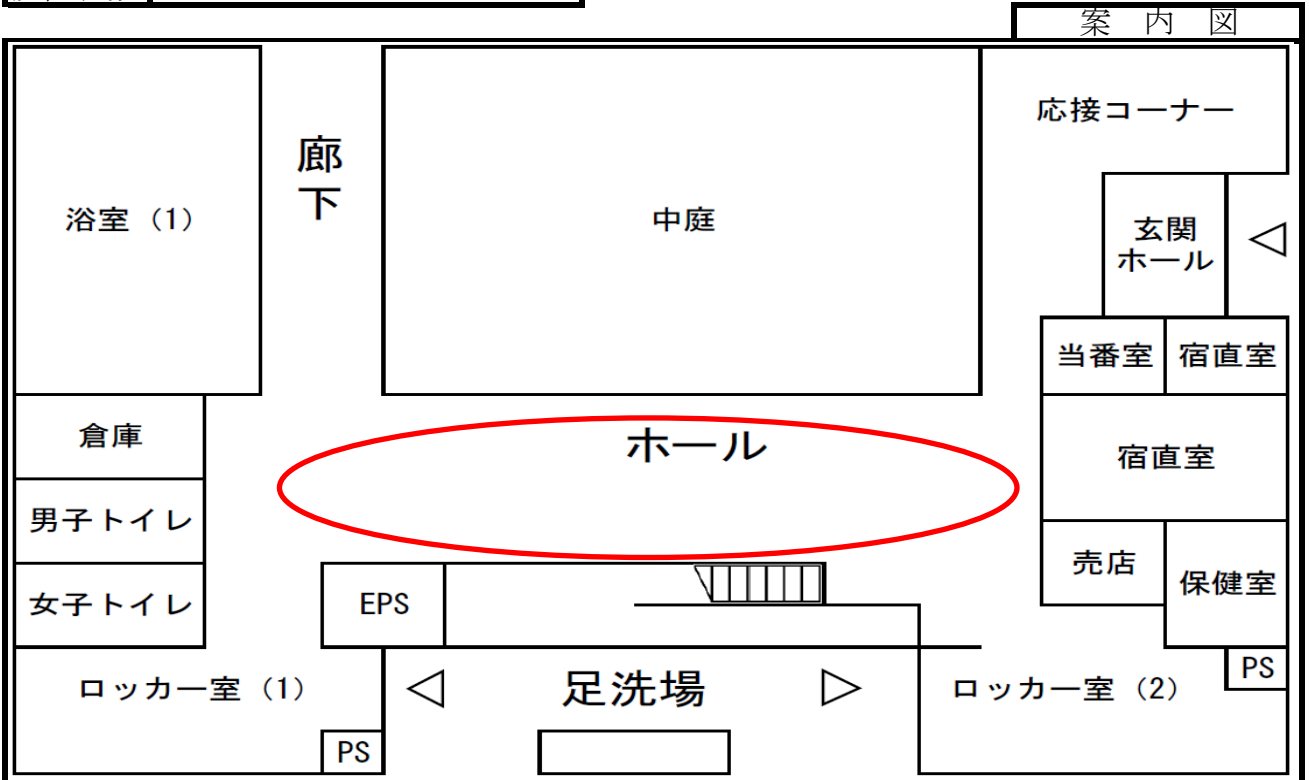 案内図
応接コーナー
廊下
浴室（1）
中庭
玄関
ホール
当番室
宿直室
倉庫
ホール
宿直室
男子トイレ
売店
保健室
女子トイレ
EPS
ロッカー室（1）
足洗場
ロッカー室（2）
PS
PS